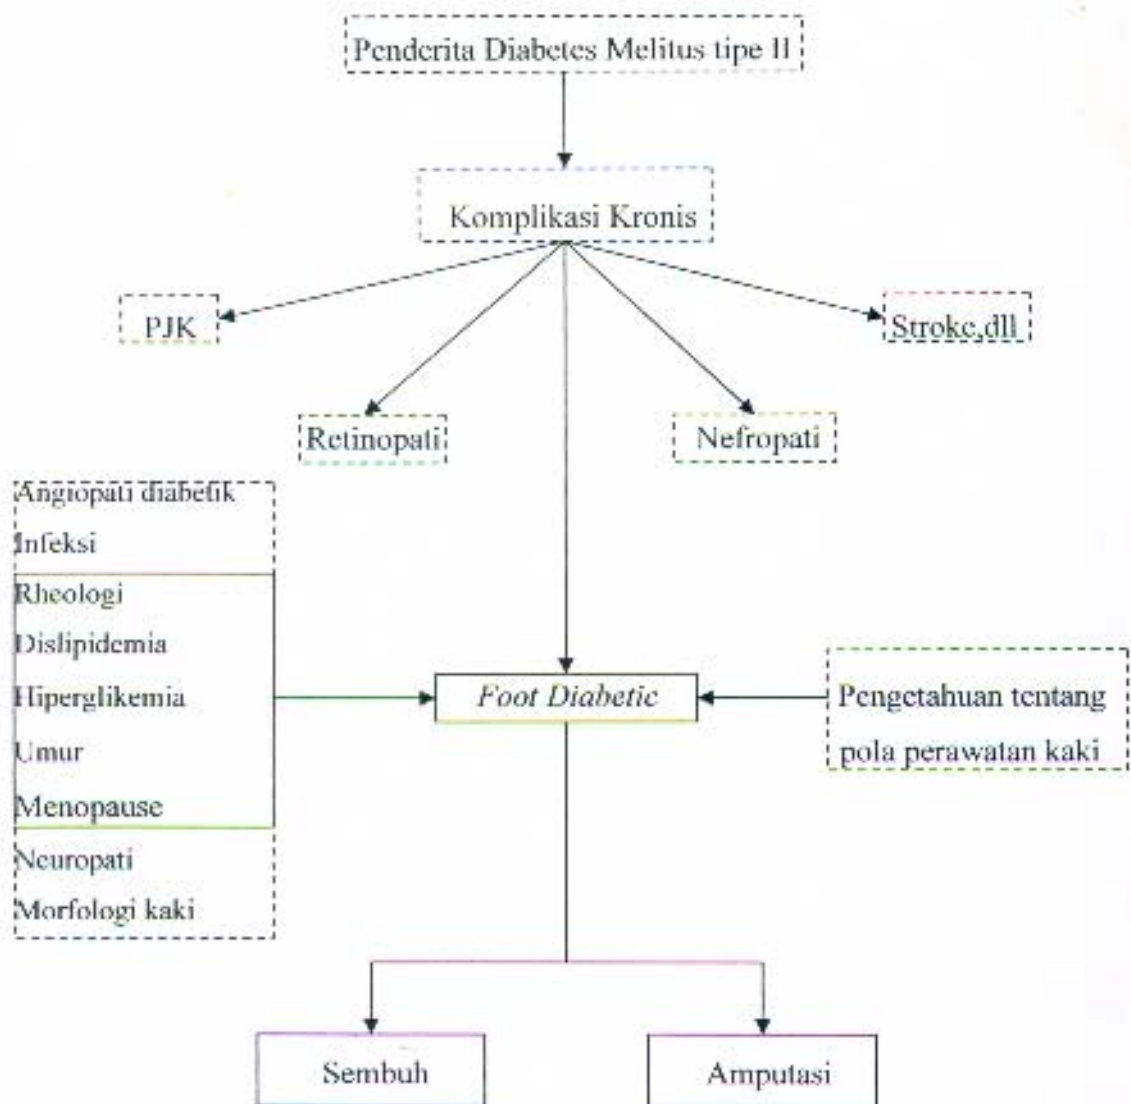 Penderita Diabetes Melitus tipe II
Komplikasi Kronis
PJK
Stroke,dll
Retinopati
Nefropati
Angiopati diabetik
Infeksi
Rheologi
Dislipidemia
Hiperglikemia
Umur
Menopause
Neuropati
Morfologi kaki
Foot Diabetic
Pengetahuan tentang
pola perawatan kaki
Sembuh
Amputasi